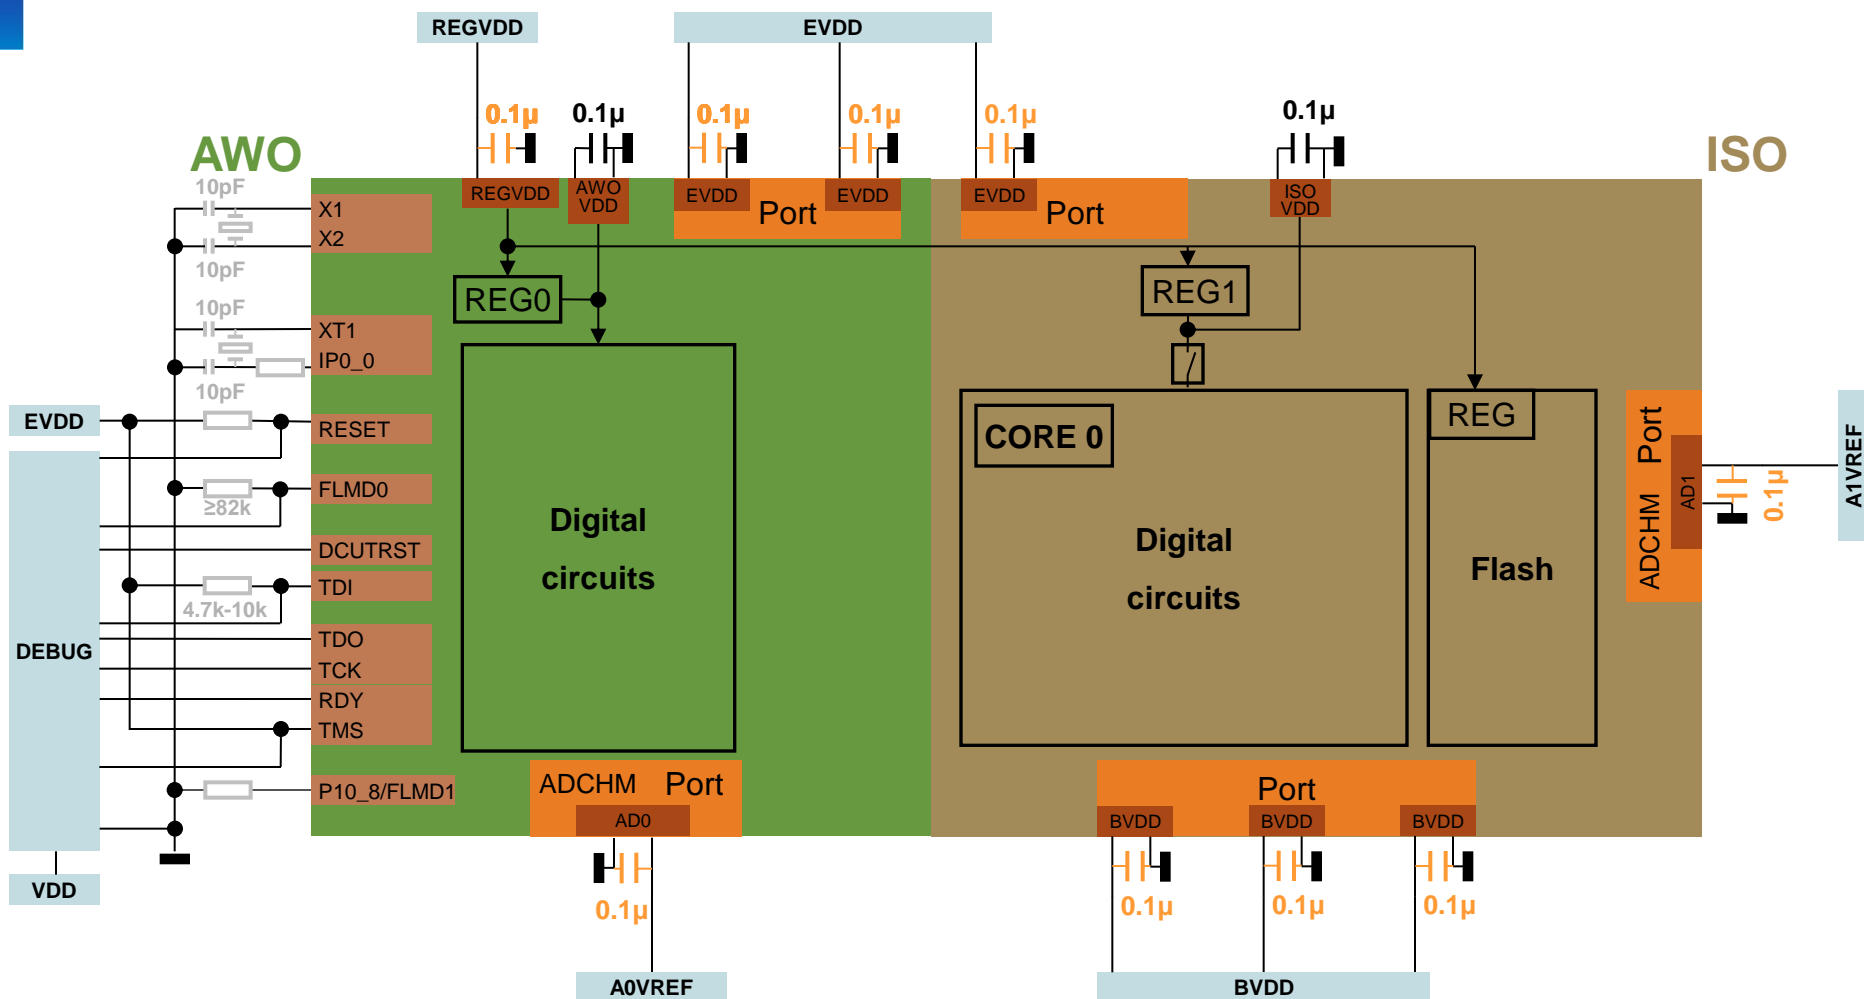 REGVDD
EVDD
0.1µ
0.1µ
0.1µ
0.1µ
0.1µ
0.1µ
AWO
ISO
10pF
REGVDD
AWO
VDD
EVDD
EVDD
Port
EVDD
Port
ISO
VDD
X1
X2
10pF
REG0
REG1
10pF
XT1
IP0_0
10pF
EVDD
RESET
CORE 0
REG
ADCHM Port
AD1
0.1µ
A1VREF
FLMD0
≥82k
Digital
circuits
Digital
circuits
Flash
DCUTRST
TDI
4.7k-10k
DEBUG
TDO
TCK
RDY
TMS
P10_8/FLMD1
ADCHM Port
AD0
Port
BVDD
BVDD
BVDD
VDD
0.1µ
0.1µ
0.1µ
0.1µ
A0VREF
BVDD